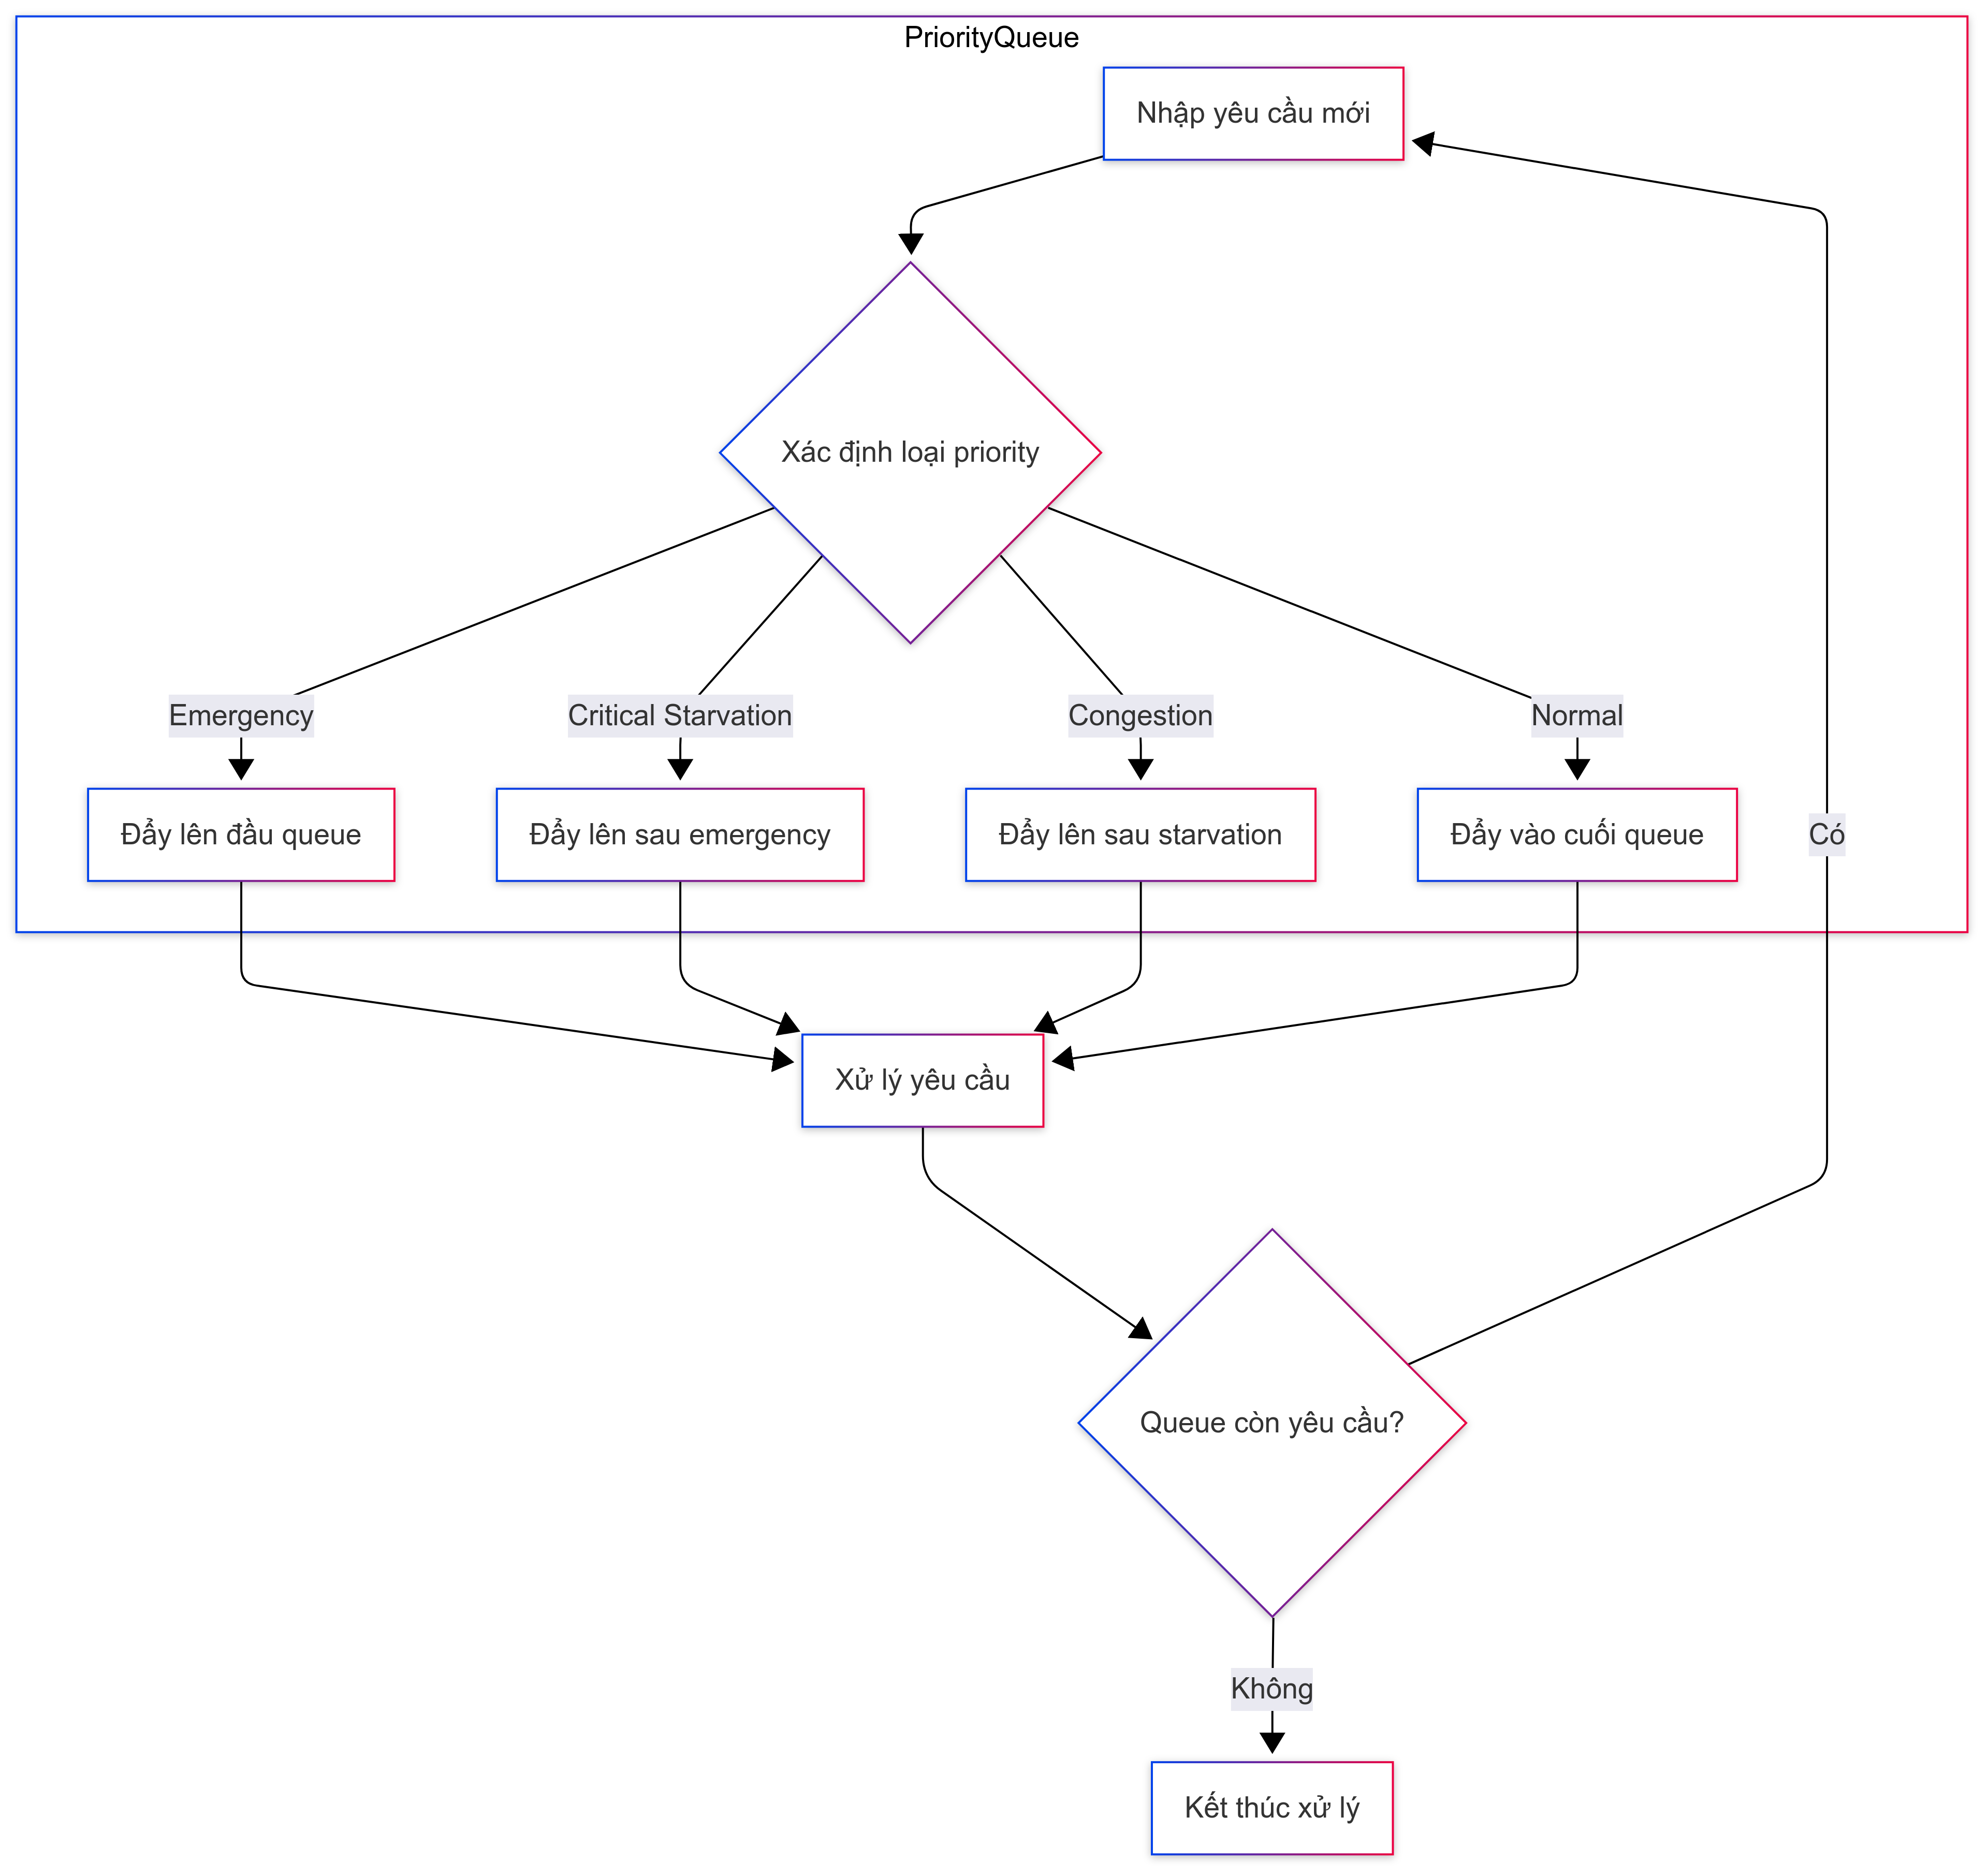 PriorityQueue
Nhập yêu cầu mới
Xác định loại priority
Emergency
Critical Starvation
Congestion
Normal
Đẩy lên đầu queue
Đẩy lên sau emergency
Đẩy lên sau starvation
Đẩy vào cuối queue
Có
Xử lý yêu cầu
Queue còn yêu cầu?
Không
Kết thúc xử lý